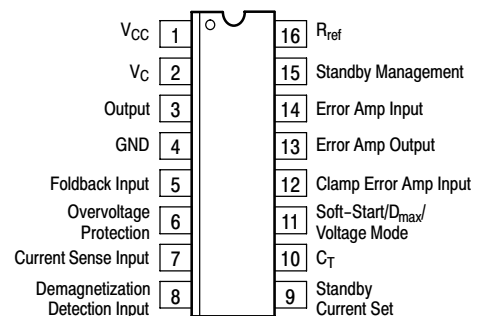 V_CC 1 16 R_ref
V_C 2 15 Standby Management
Output 3 14 Error Amp Input
GND 4 13 Error Amp Output
Foldback Input 5 12 Clamp Error Amp Input
Overvoltage
Protection 6 11 Soft-Start/D_max/
Voltage Mode
Current Sense Input 7 10 C_T
Demagnetization
Detection Input 8 9 Standby
Current Set